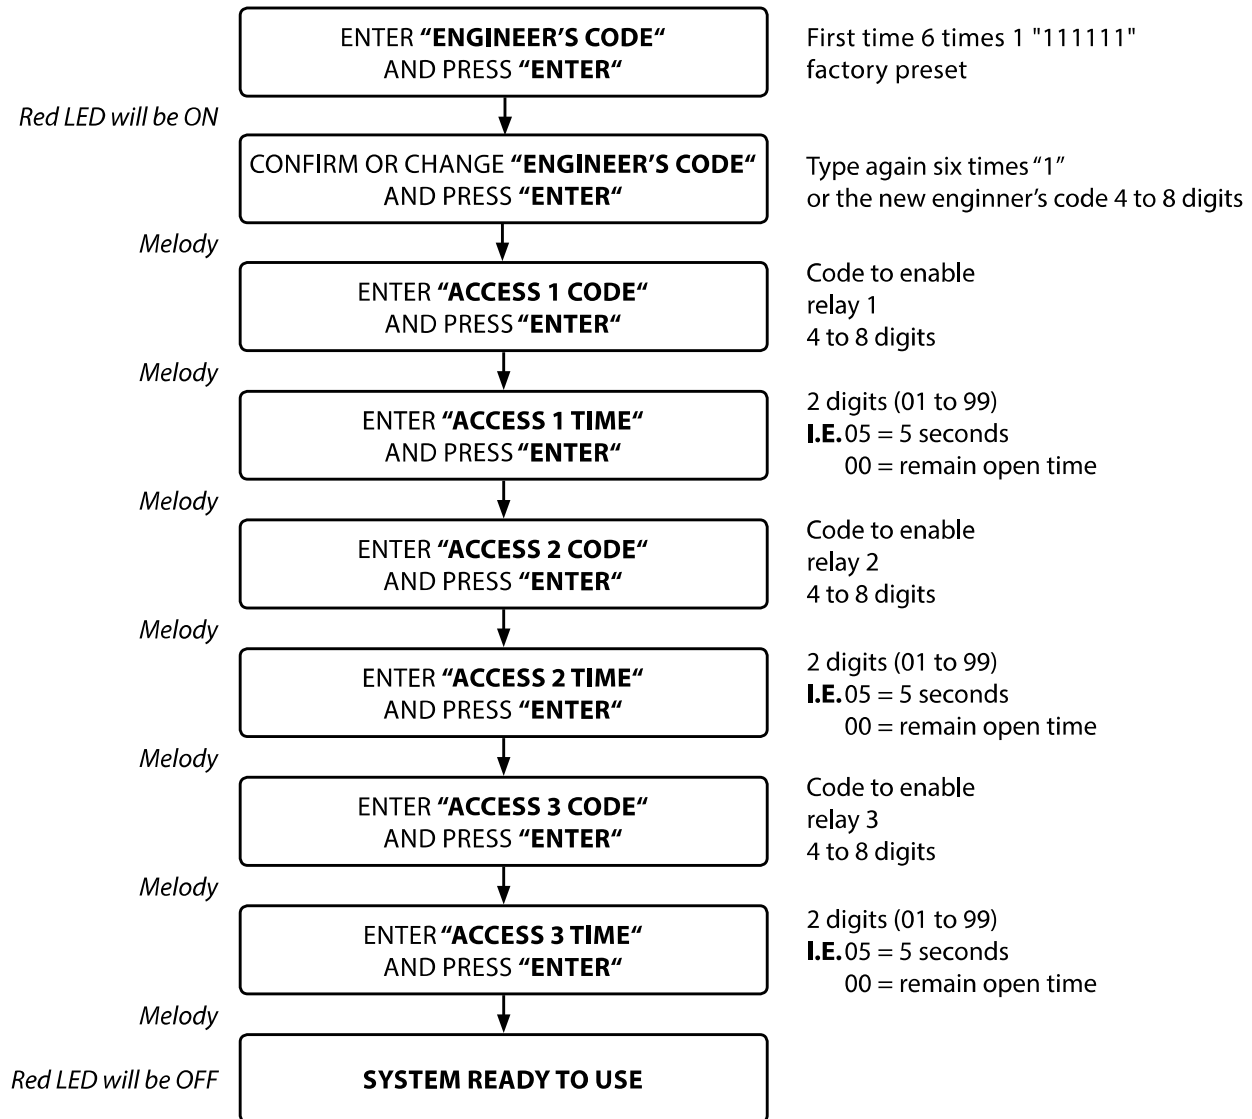 ENTER “ENGINEER'S CODE“
AND PRESS “ENTER“
First time 6 times 1 "111111"
factory preset
Red LED will be ON
CONFIRM OR CHANGE “ENGINEER'S CODE“
AND PRESS “ENTER“
Type again six times “1”
or the new enginner’s code 4 to 8 digits
Melody
ENTER “ACCESS 1 CODE“
AND PRESS “ENTER“
Code to enable
relay 1
4 to 8 digits
Melody
ENTER “ACCESS 1 TIME“
AND PRESS “ENTER“
2 digits (01 to 99)
I.E. 05 = 5 seconds
00 = remain open time
Melody
ENTER “ACCESS 2 CODE“
AND PRESS “ENTER“
Code to enable
relay 2
4 to 8 digits
Melody
ENTER “ACCESS 2 TIME“
AND PRESS “ENTER“
2 digits (01 to 99)
I.E. 05 = 5 seconds
00 = remain open time
Melody
ENTER “ACCESS 3 CODE“
AND PRESS “ENTER“
Code to enable
relay 3
4 to 8 digits
Melody
ENTER “ACCESS 3 TIME“
AND PRESS “ENTER“
2 digits (01 to 99)
I.E. 05 = 5 seconds
00 = remain open time
Melody
Red LED will be OFF
SYSTEM READY TO USE